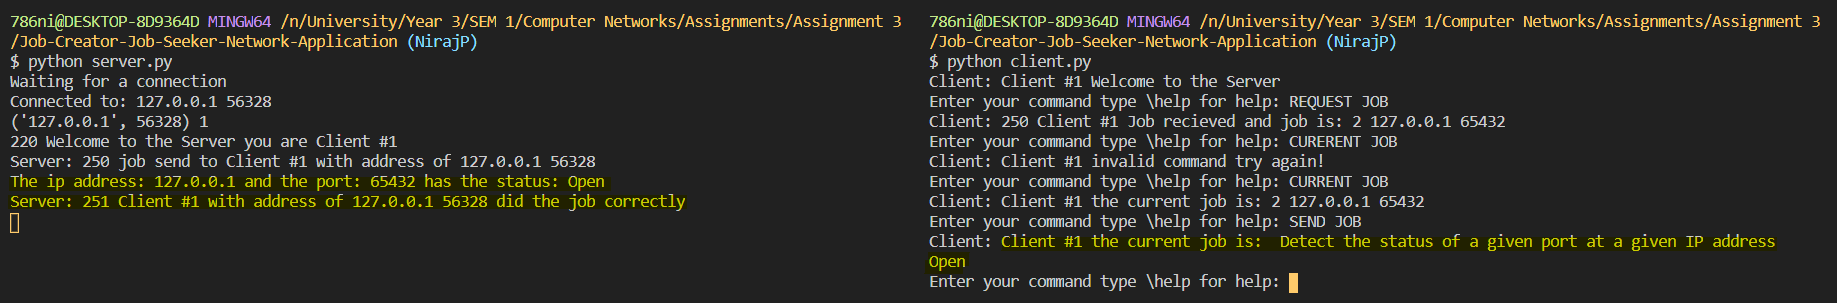 786ni@DESKTOP-8D9364D MINGW64 /n/University/Year 3/SEM 1/Computer Networks/Assignments/Assignment 3
/Job-Creator-Job-Seeker-Network-Application (NirajP)
$ python server.py
Waiting for a connection
Connected to: 127.0.0.1 56328
('127.0.0.1', 56328) 1
220 Welcome to the Server you are Client #1
Server: 250 job send to Client #1 with address of 127.0.0.1 56328
The ip address: 127.0.0.1 and the port: 65432 has the status: Open
Server: 251 Client #1 with address of 127.0.0.1 56328 did the job correctly
786ni@DESKTOP-8D9364D MINGW64 /n/University/Year 3/SEM 1/Computer Networks/Assignments/Assignment 3
/Job-Creator-Job-Seeker-Network-Application (NirajP)
$ python client.py
Client: Client #1 Welcome to the Server
Enter your command type \help for help: REQUEST JOB
Client: 250 Client #1 Job recieved and job is: 2 127.0.0.1 65432
Enter your command type \help for help: CURERENT JOB
Client: Client #1 invalid command try again!
Enter your command type \help for help: CURRENT JOB
Client: Client #1 the current job is: 2 127.0.0.1 65432
Enter your command type \help for help: SEND JOB
Client: Client #1 the current job is:  Detect the status of a given port at a given IP address
Open
Enter your command type \help for help: